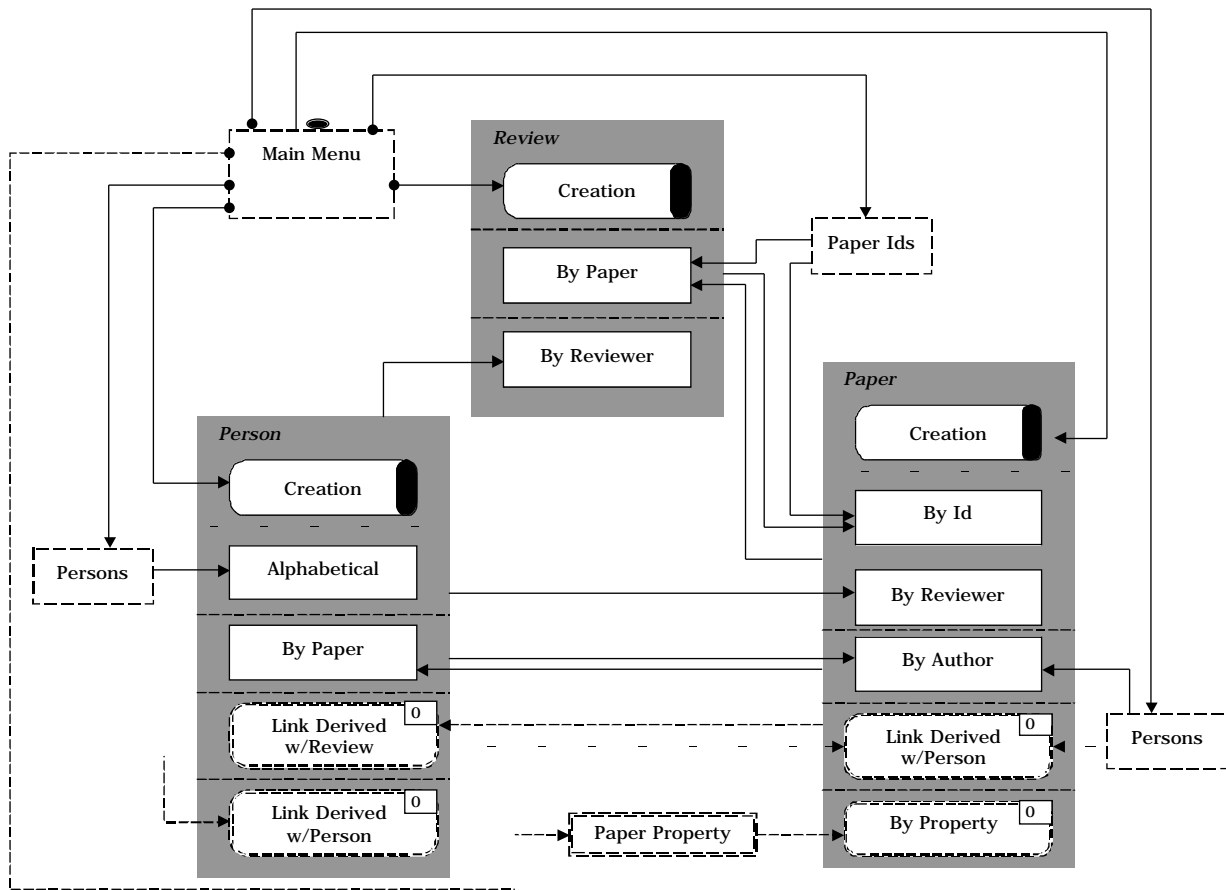 Main Menu
Review
Creation
By Paper
By Reviewer
Paper Ids
Paper
Creation
By Id
By Reviewer
By Author
0
Link Derived
w/Person
0
By Property
Person
Creation
Alphabetical
By Paper
0
Link Derived
w/Review
0
Link Derived
w/Person
Persons
Persons
Paper Property